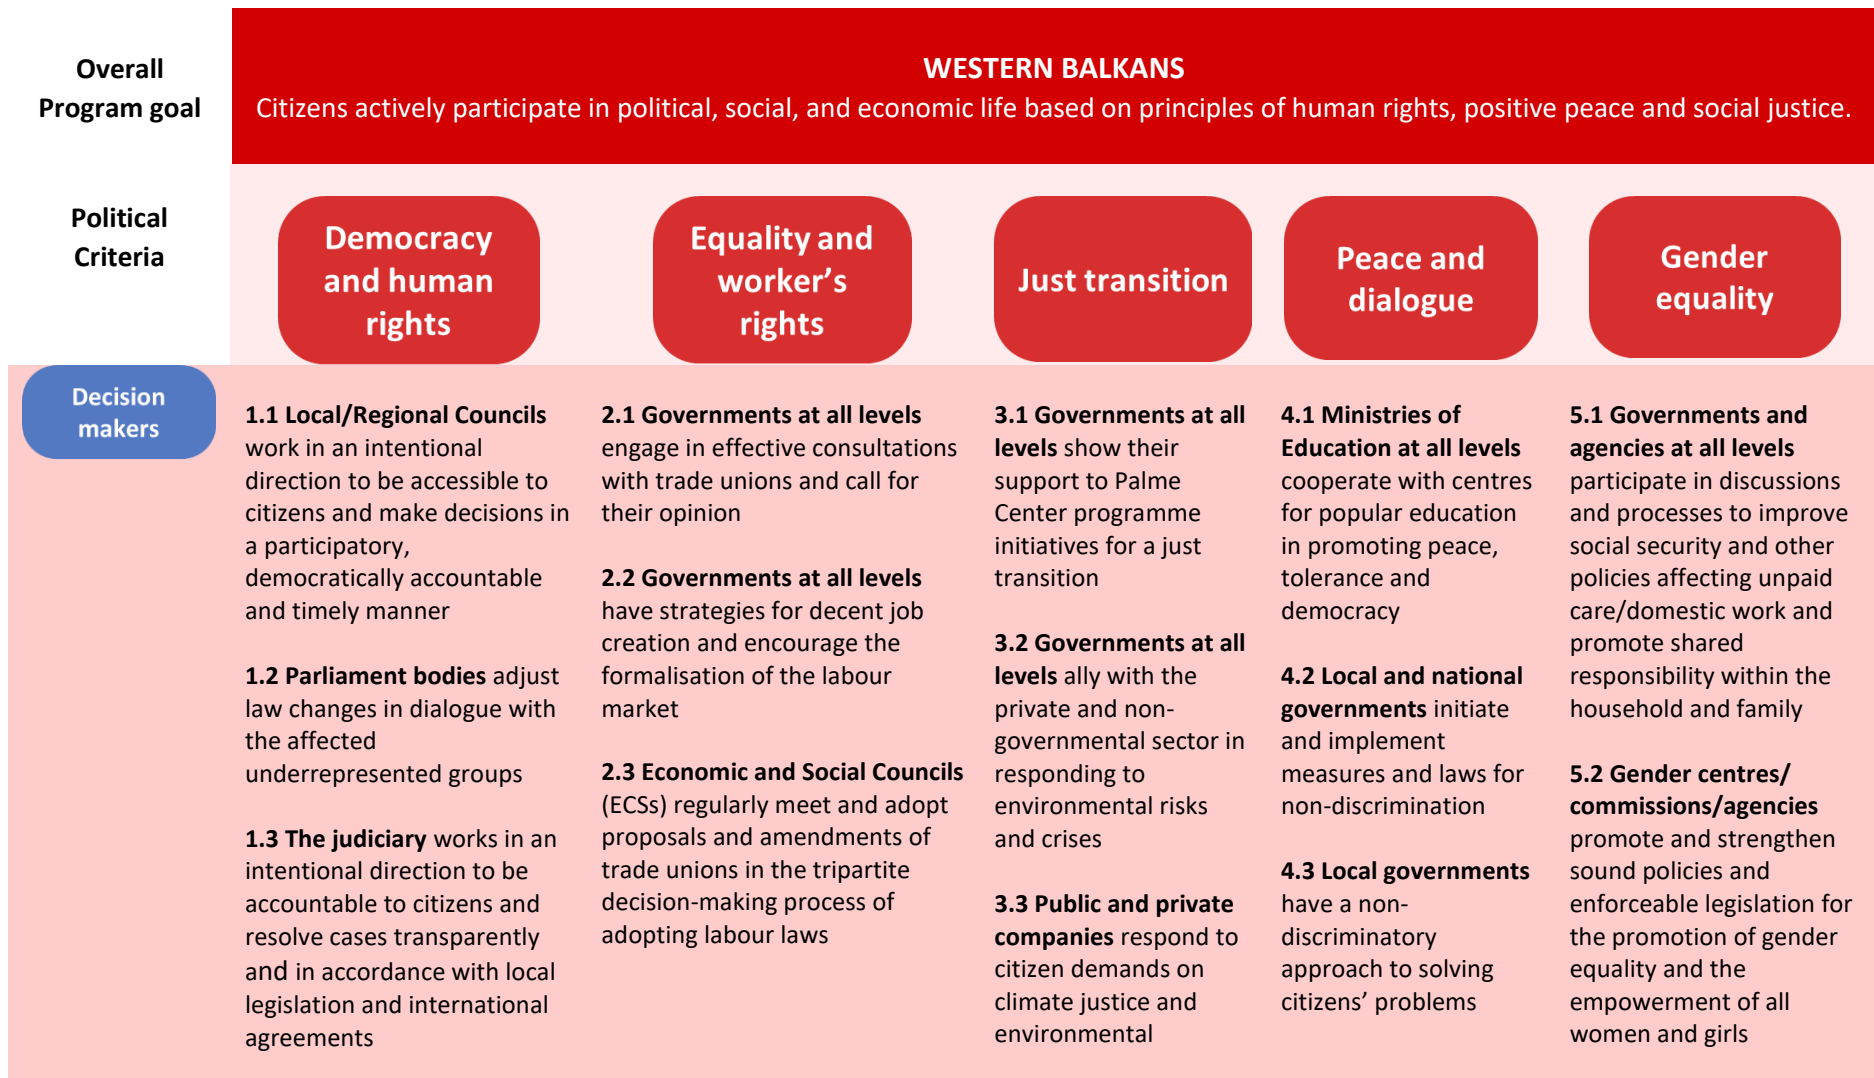 Overall
Program goal
WESTERN BALKANS
Citizens actively participate in political, social, and economic life based on principles of human rights, positive peace and social justice.
Political
Criteria
Democracy
and human
rights
Equality and
worker's
rights
Just transition
Peace and
dialogue
Gender
equality
Decision
makers
1.1 Local/Regional Councils
work in an intentional
direction to be accessible to
citizens and make decisions in
a participatory,
democratically accountable
and timely manner
1.2 Parliament bodies adjust
law changes in dialogue with
the affected
underrepresented groups
1.3 The judiciary works in an
intentional direction to be
accountable to citizens and
resolve cases transparently
and in accordance with local
legislation and international
agreements
2.1 Governments at all levels
engage in effective consultations
with trade unions and call for
their opinion
2.2 Governments at all levels
have strategies for decent job
creation and encourage the
formalisation of the labour
market
2.3 Economic and Social Councils
(ECSs) regularly meet and adopt
proposals and amendments of
trade unions in the tripartite
decision-making process of
adopting labour laws
3.1 Governments at all
levels show their
support to Palme
Center programme
initiatives for a just
transition
3.2 Governments at all
levels ally with the
private and non-
governmental sector in
responding to
environmental risks
and crises
3.3 Public and private
companies respond to
citizen demands on
climate justice and
environmental
4.1 Ministries of
Education at all levels
cooperate with centres
for popular education
in promoting peace,
tolerance and
democracy
4.2 Local and national
governments initiate
and implement
measures and laws for
non-discrimination
4.3 Local governments
have a non-
discriminatory
approach to solving
citizens' problems
5.1 Governments and
agencies at all levels
participate in discussions
and processes to improve
social security and other
policies affecting unpaid
care/domestic work and
promote shared
responsibility within the
household and family
5.2 Gender centres/
commissions/agencies
promote and strengthen
sound policies and
enforceable legislation for
the promotion of gender
equality and the
empowerment of all
women and girls